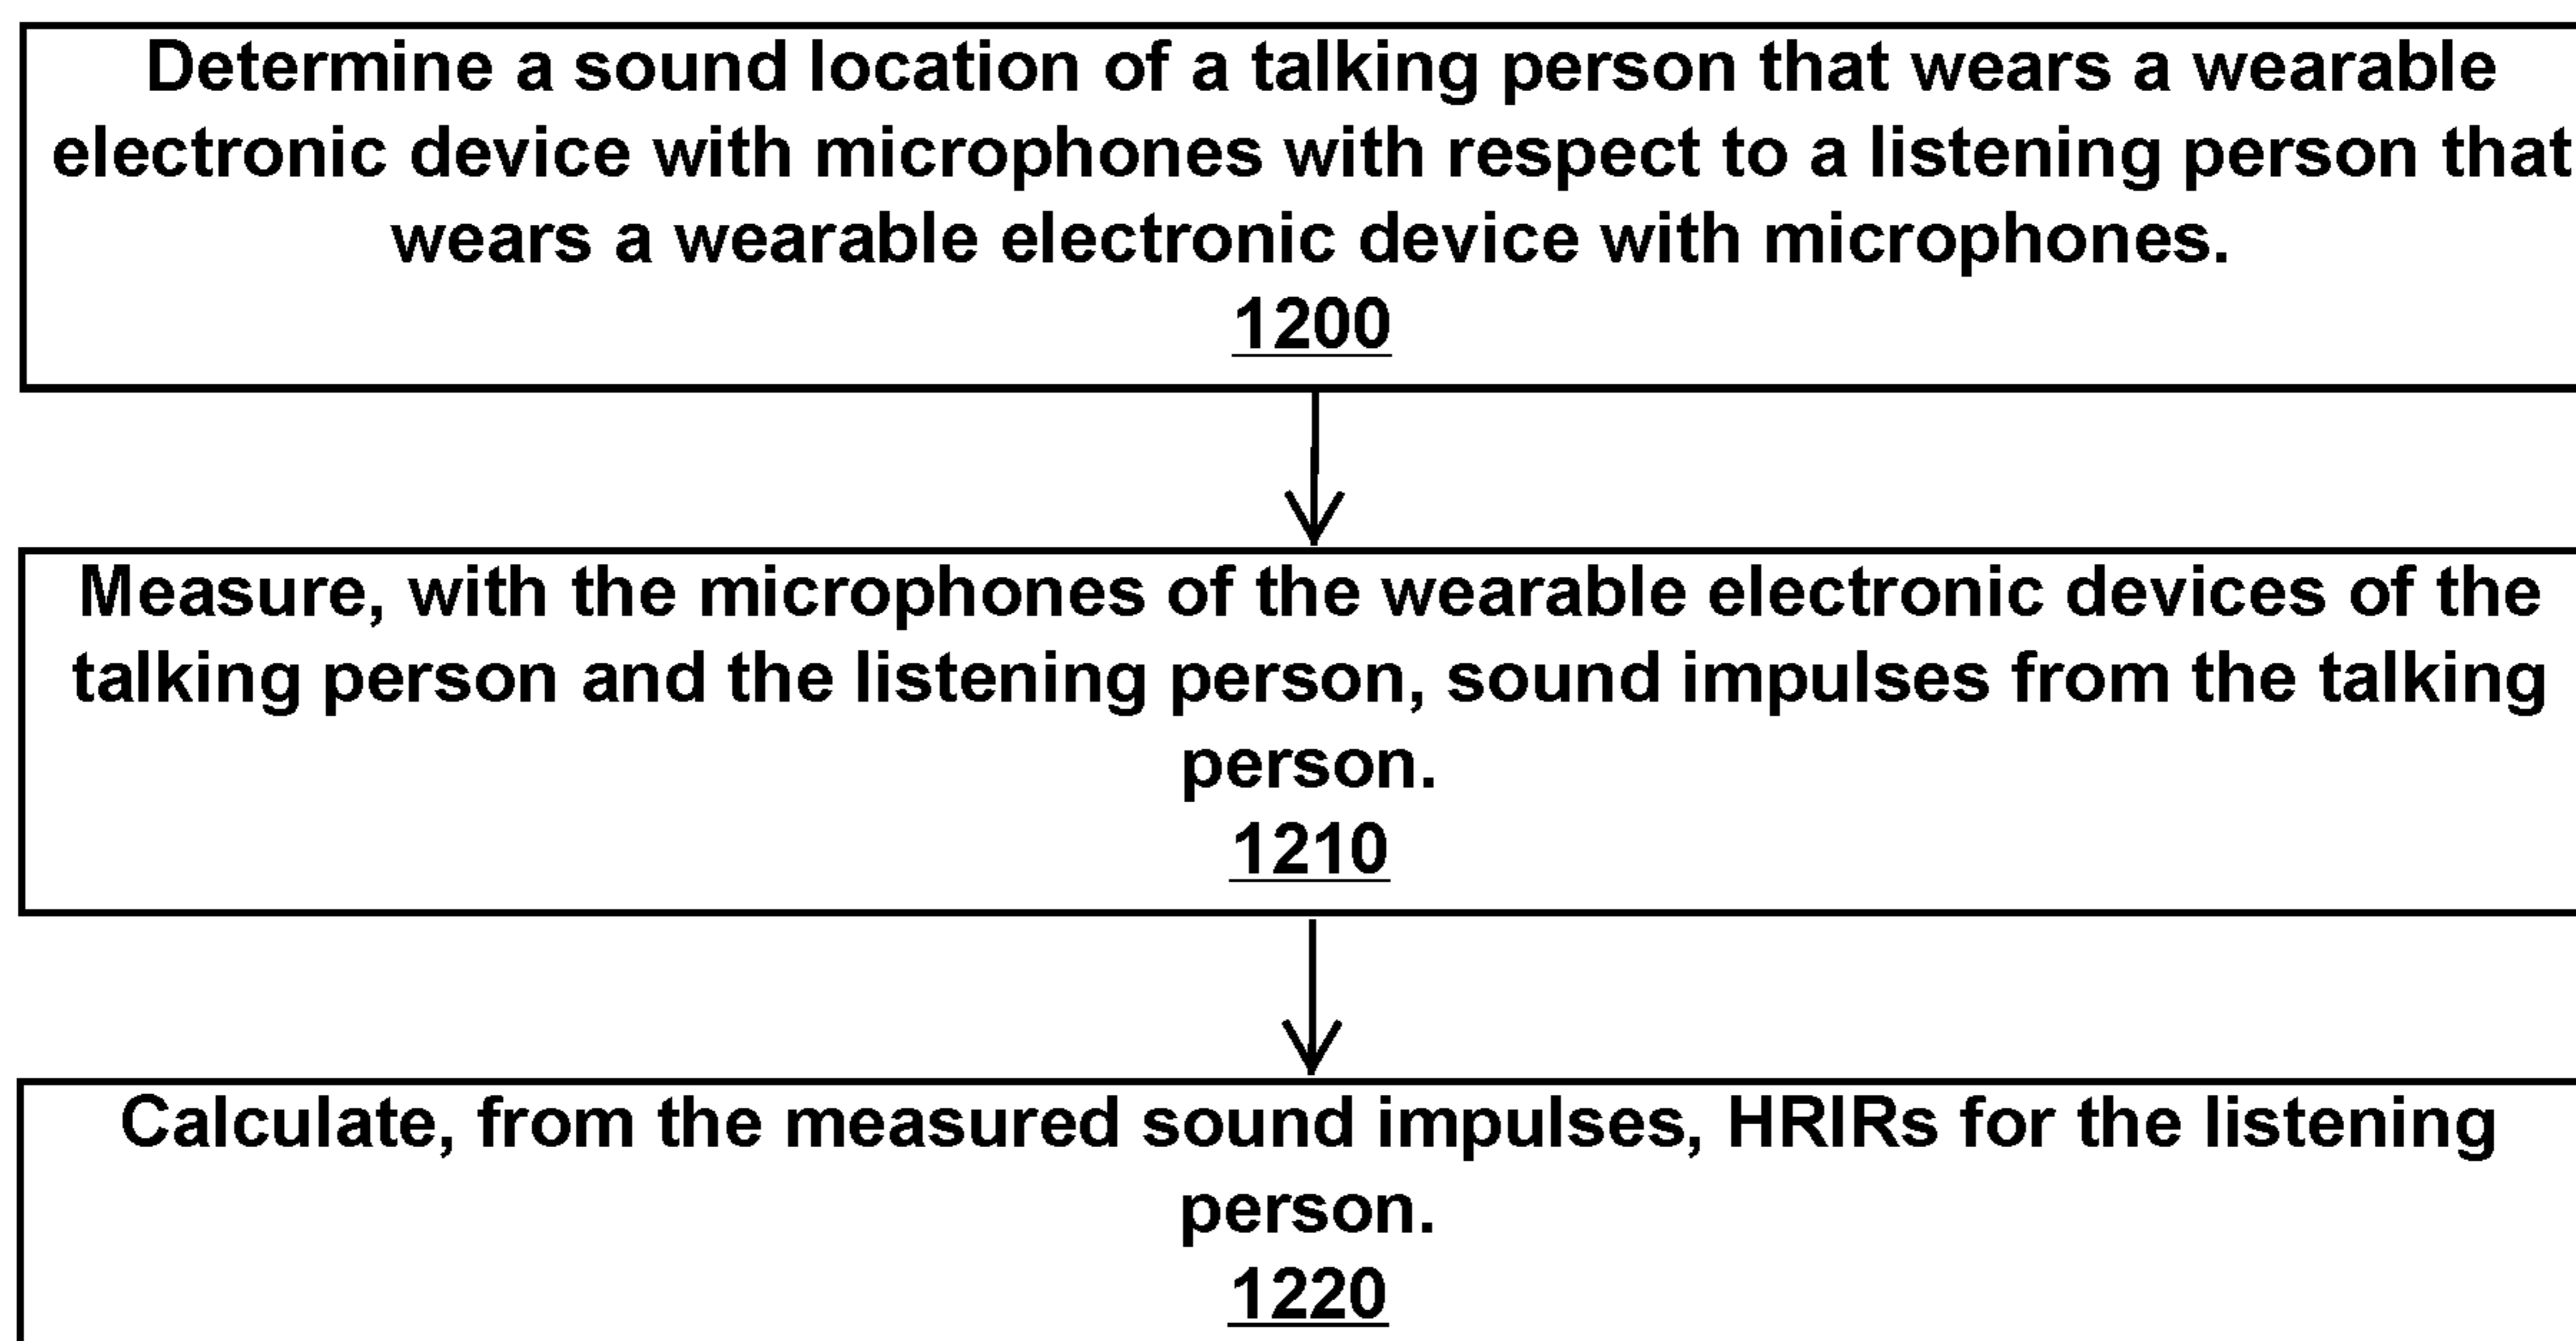 Determine a sound location of a talking person that wears a wearable
electronic device with microphones with respect to a listening person that
wears a wearable electronic device with microphones.
1200
Measure, with the microphones of the wearable electronic devices of the
talking person and the listening person, sound impulses from the talking
person.
1210
Calculate, from the measured sound impulses, HRIRs for the listening
person.
1220